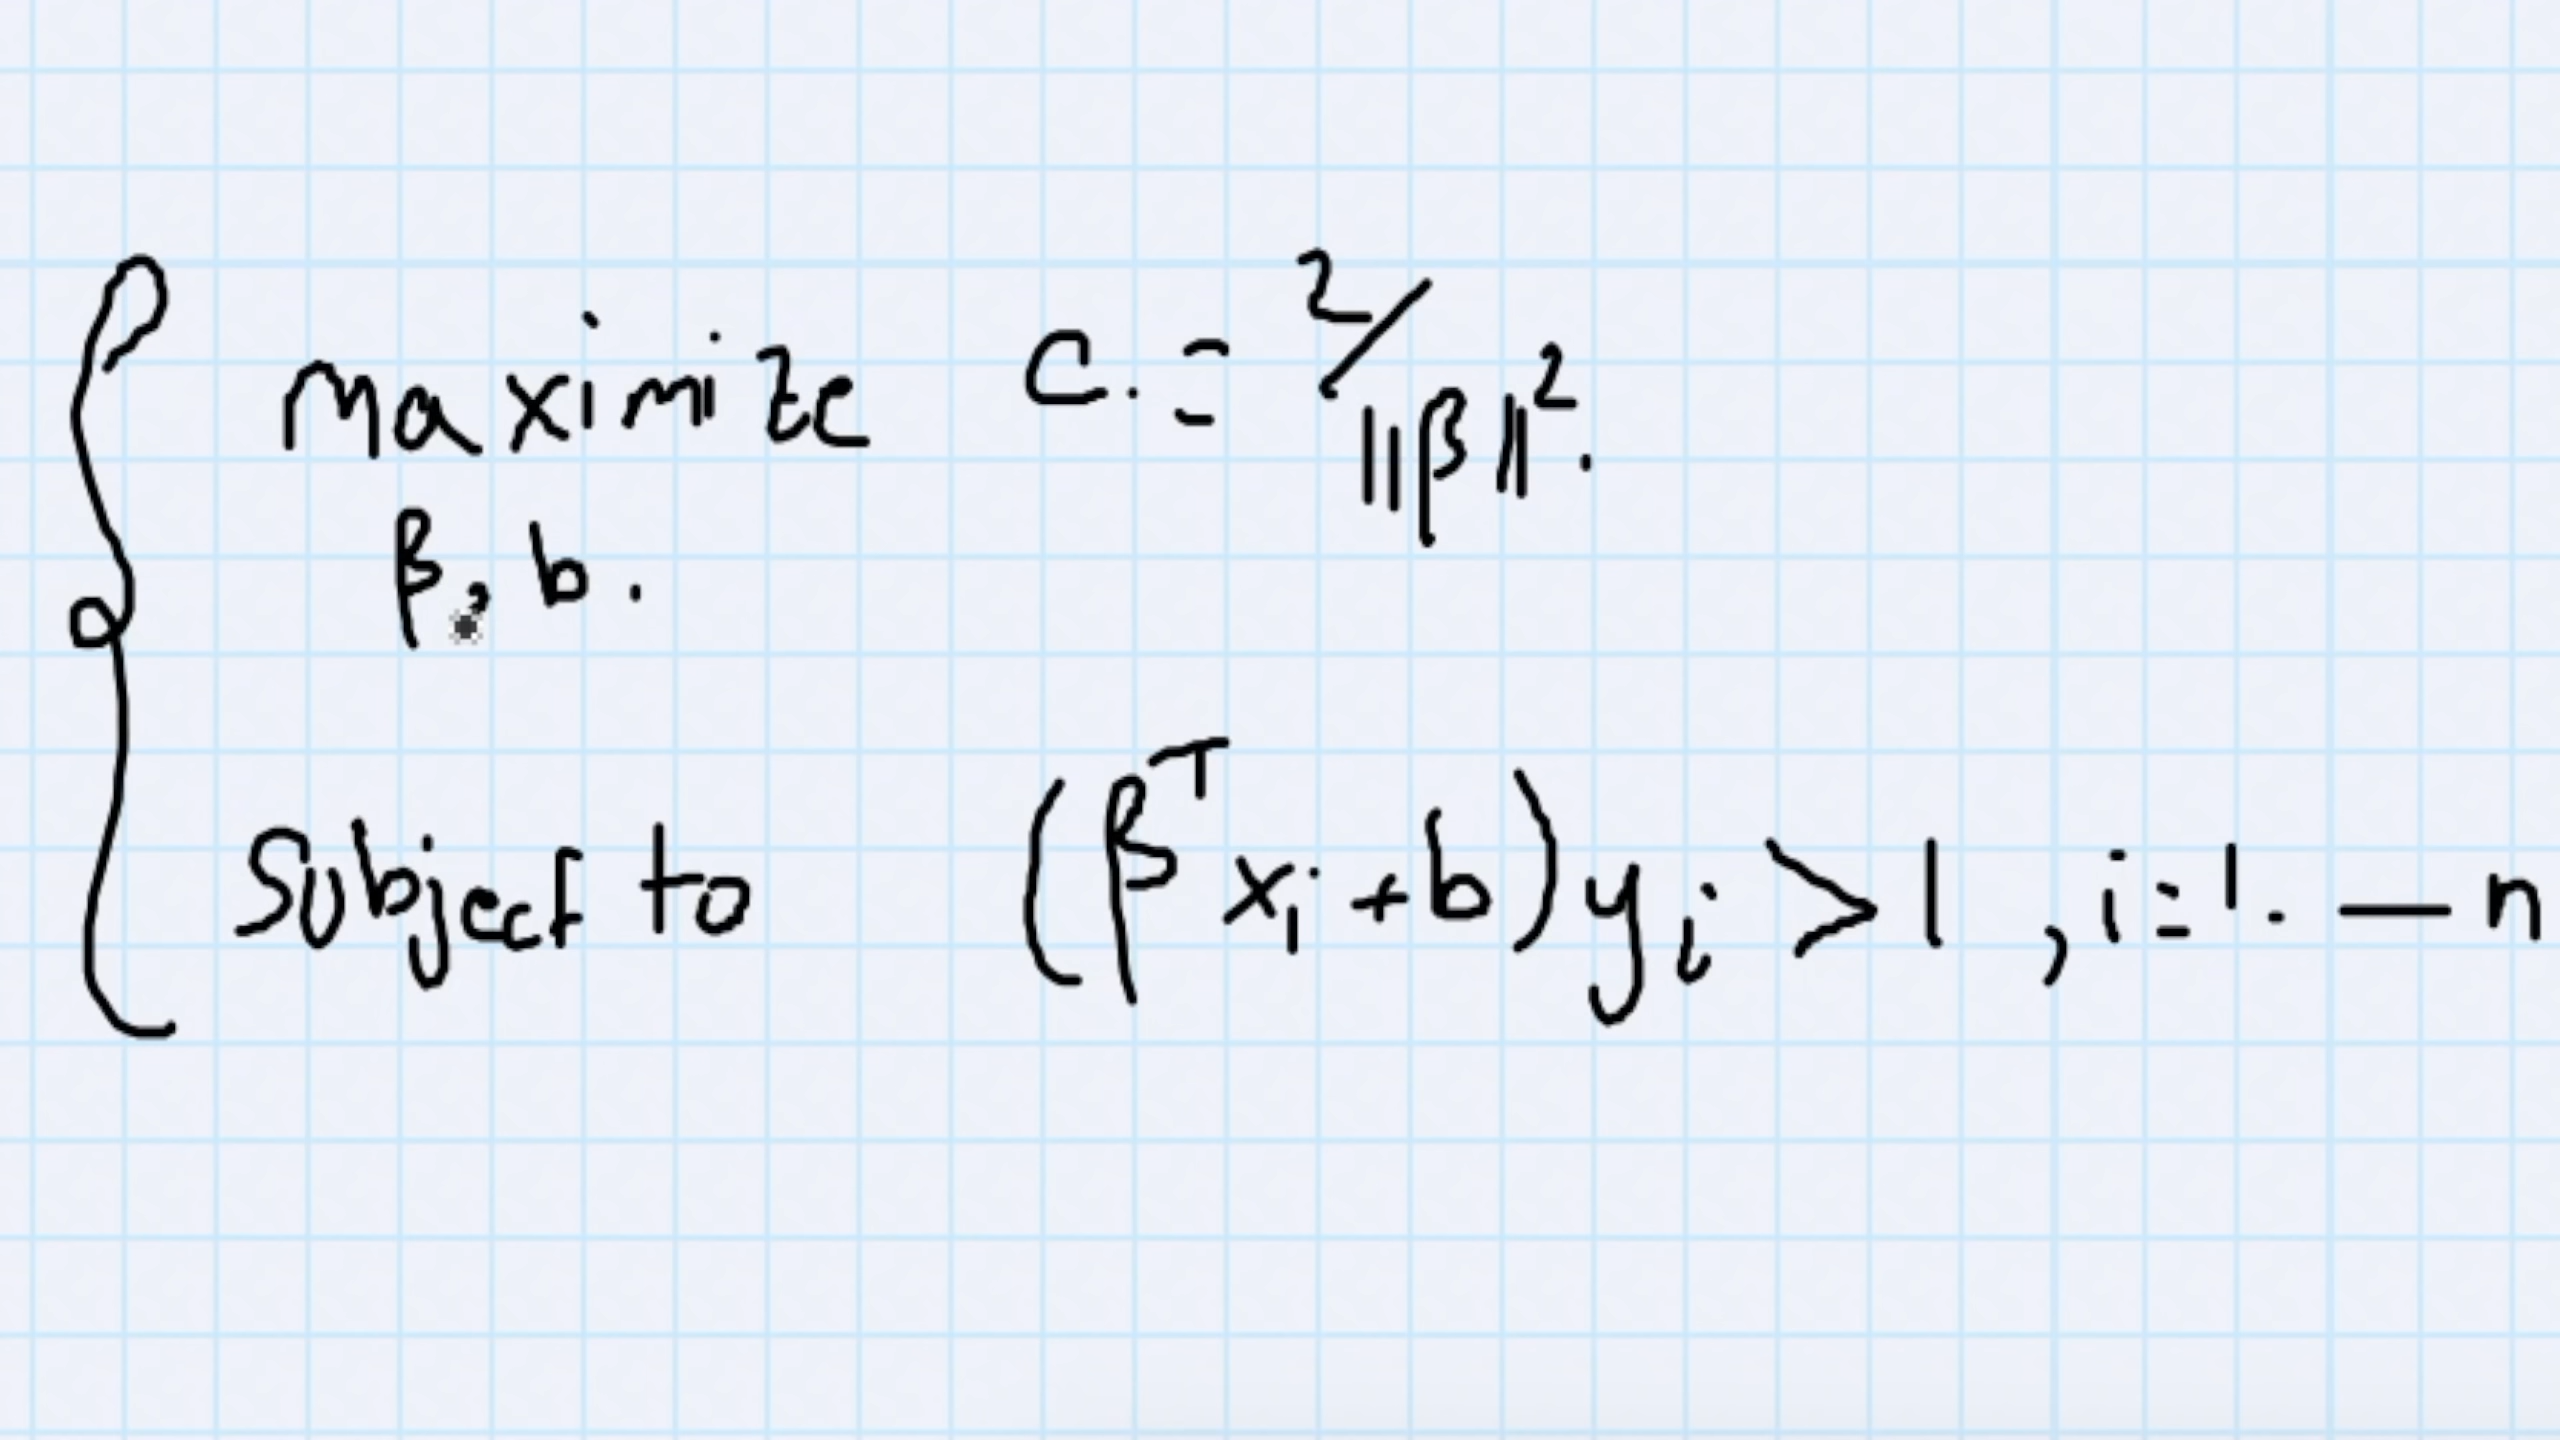 maximize C. = 2/||β||².
β, b.
Subject to (β^T x_i + b) y_i > 1 , i = 1. — n